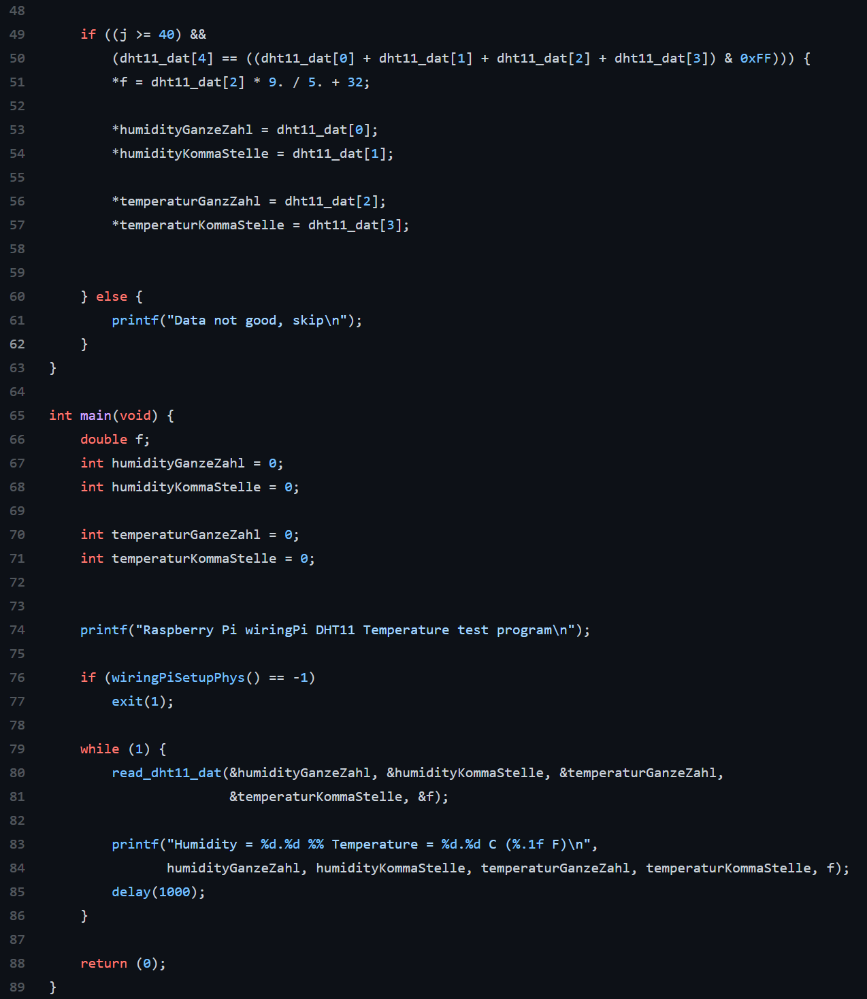 48
49 if ((j >= 40) &&
50 (dht11_dat[4] == ((dht11_dat[0] + dht11_dat[1] + dht11_dat[2] + dht11_dat[3]) & 0xFF))) {
51 *f = dht11_dat[2] * 9. / 5. + 32;
52
53 *humidityGanzeZahl = dht11_dat[0];
54 *humidityKommaStelle = dht11_dat[1];
55
56 *temperaturGanzZahl = dht11_dat[2];
57 *temperaturKommaStelle = dht11_dat[3];
58
59
60 } else {
61 printf("Data not good, skip\n");
62 }
63 }
64
65 int main(void) {
66 double f;
67 int humidityGanzeZahl = 0;
68 int humidityKommaStelle = 0;
69
70 int temperaturGanzeZahl = 0;
71 int temperaturKommaStelle = 0;
72
73
74 printf("Raspberry Pi wiringPi DHT11 Temperature test program\n");
75
76 if (wiringPiSetupPhys() == -1)
77 exit(1);
78
79 while (1) {
80 read_dht11_dat(&humidityGanzeZahl, &humidityKommaStelle, &temperaturGanzeZahl,
81 &temperaturKommaStelle, &f);
82
83 printf("Humidity = %d.%d %% Temperature = %d.%d C (%.1f F)\n",
84 humidityGanzeZahl, humidityKommaStelle, temperaturGanzeZahl, temperaturKommaStelle, f);
85 delay(1000);
86 }
87
88 return (0);
89 }